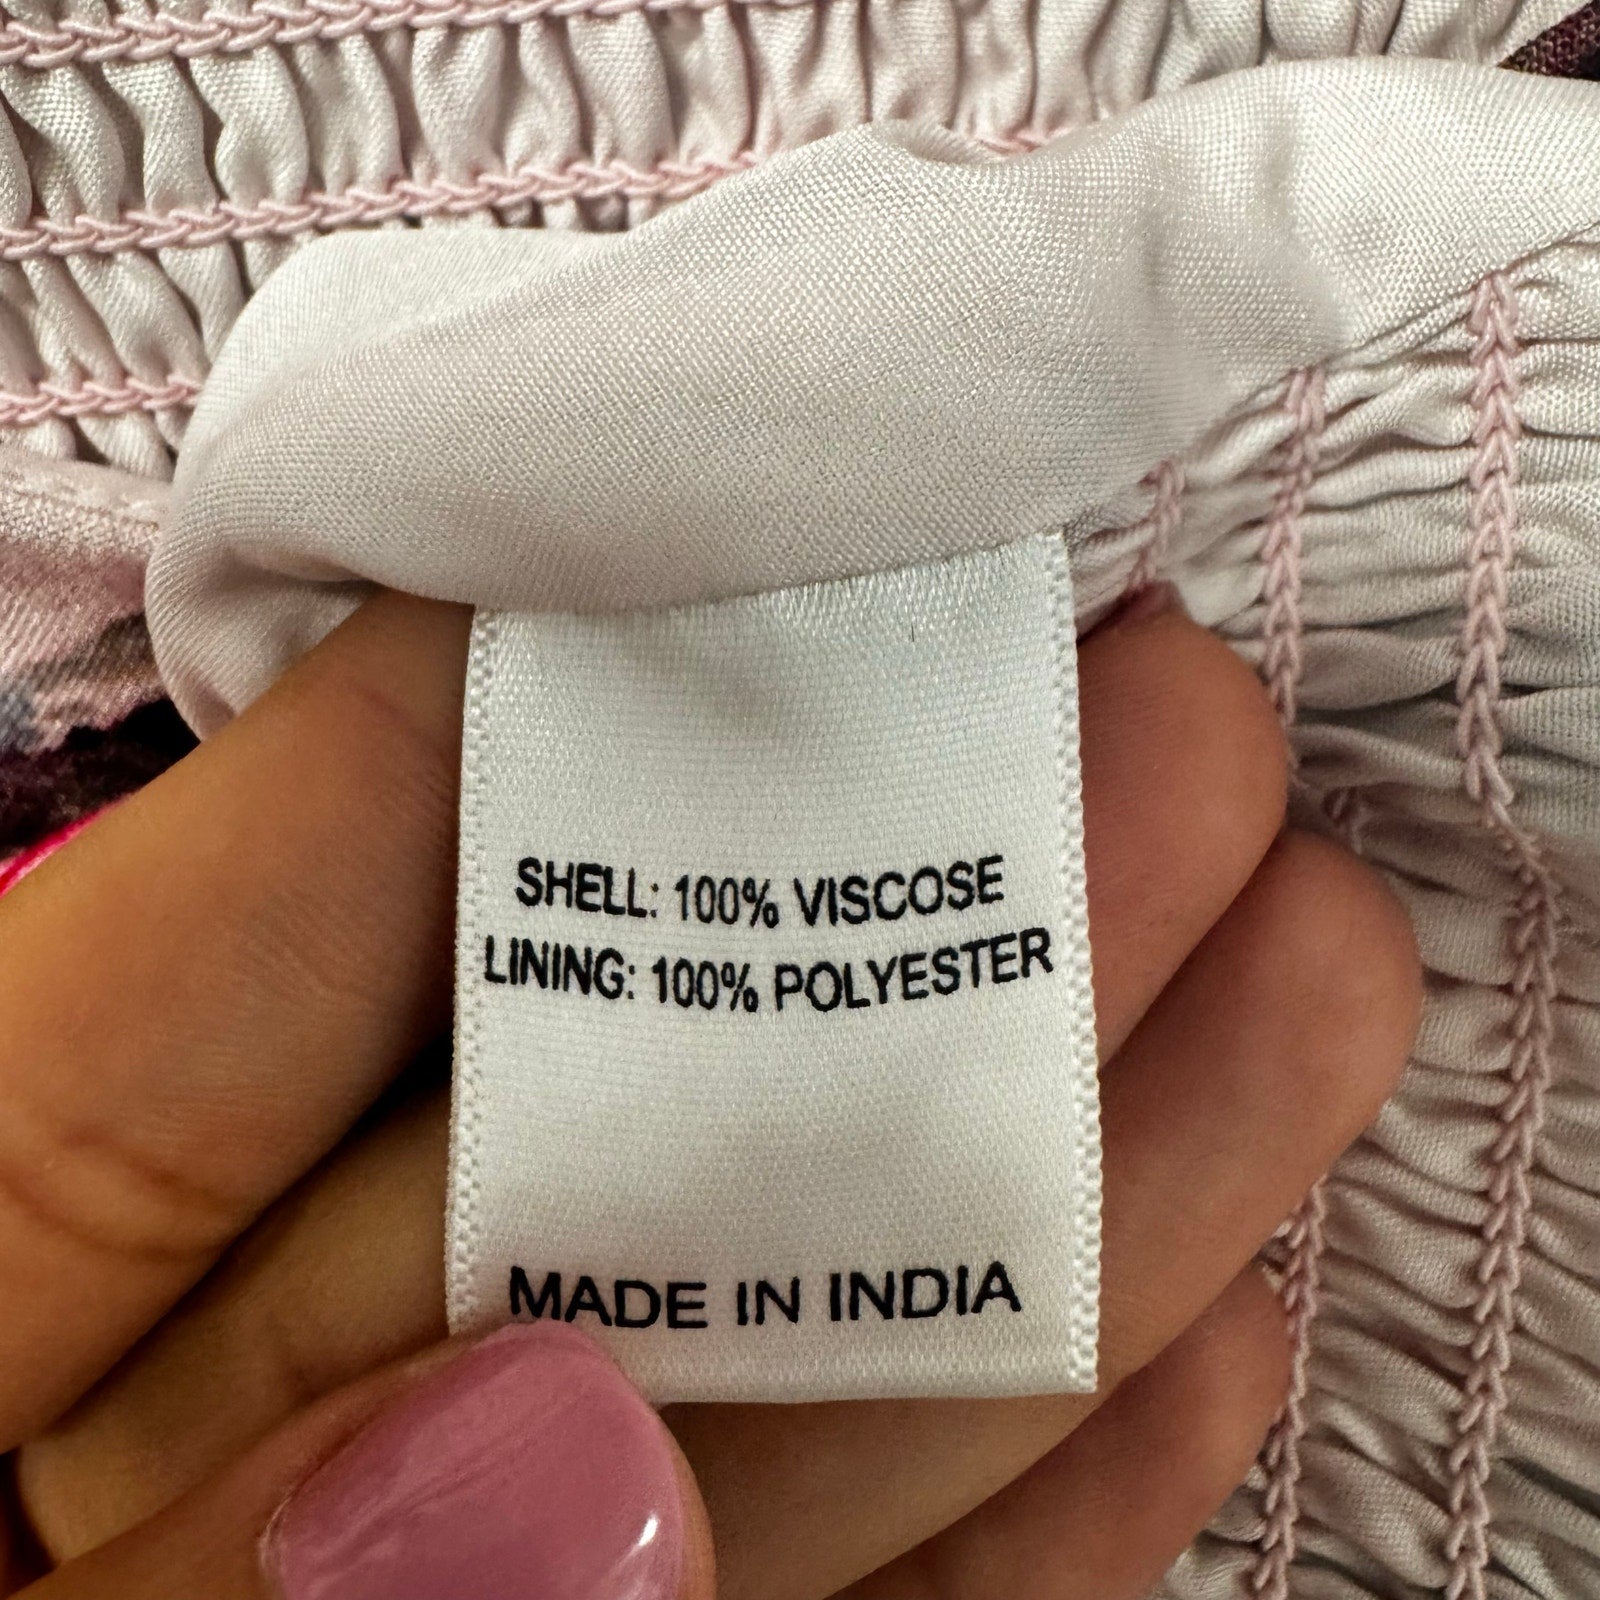 SHELL: 100% VISCOSE
LINING: 100% POLYESTER
MADE IN INDIA